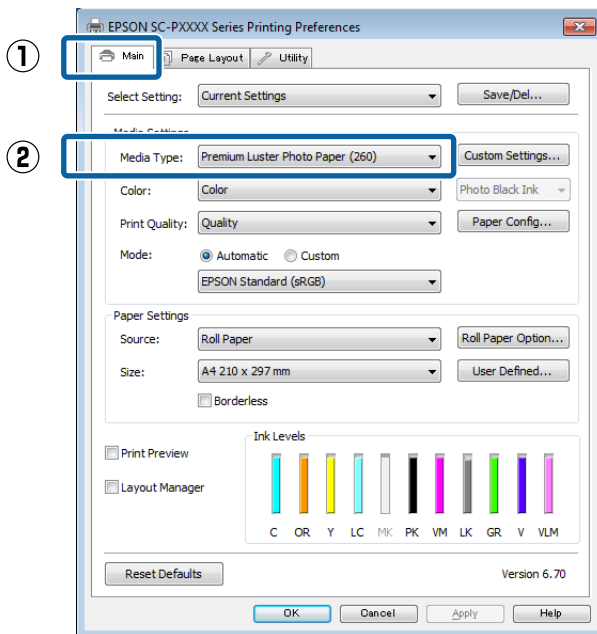 EPSON SC-PXXXX Series Printing Preferences
① Main Page Layout Utility
Select Setting: Current Settings Save/Del...
Media Settings
② Media Type: Premium Luster Photo Paper (260) Custom Settings...
Color: Color Photo Black Ink
Print Quality: Quality Paper Config...
Mode: Automatic Custom
EPSON Standard (sRGB)
Paper Settings
Source: Roll Paper Roll Paper Option...
Size: A4 210 x 297 mm User Defined...
Borderless
Ink Levels
Print Preview
Layout Manager
C OR Y LC MK PK VM LK GR V VLM
Reset Defaults Version 6.70
OK Cancel Apply Help